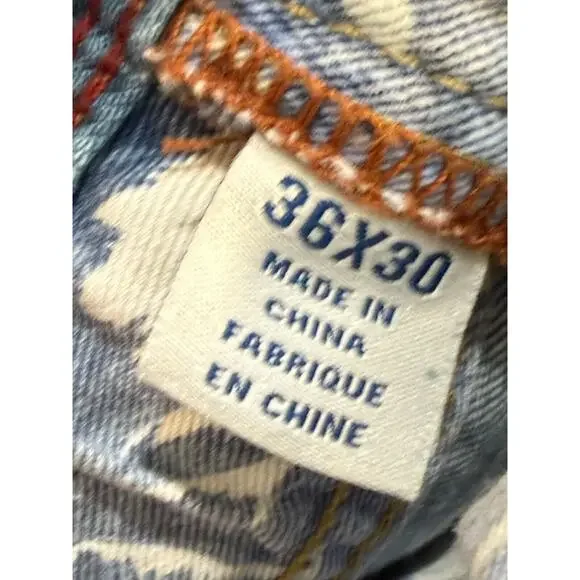 36X30
MADE IN
CHINA
FABRIQUE
EN CHINE